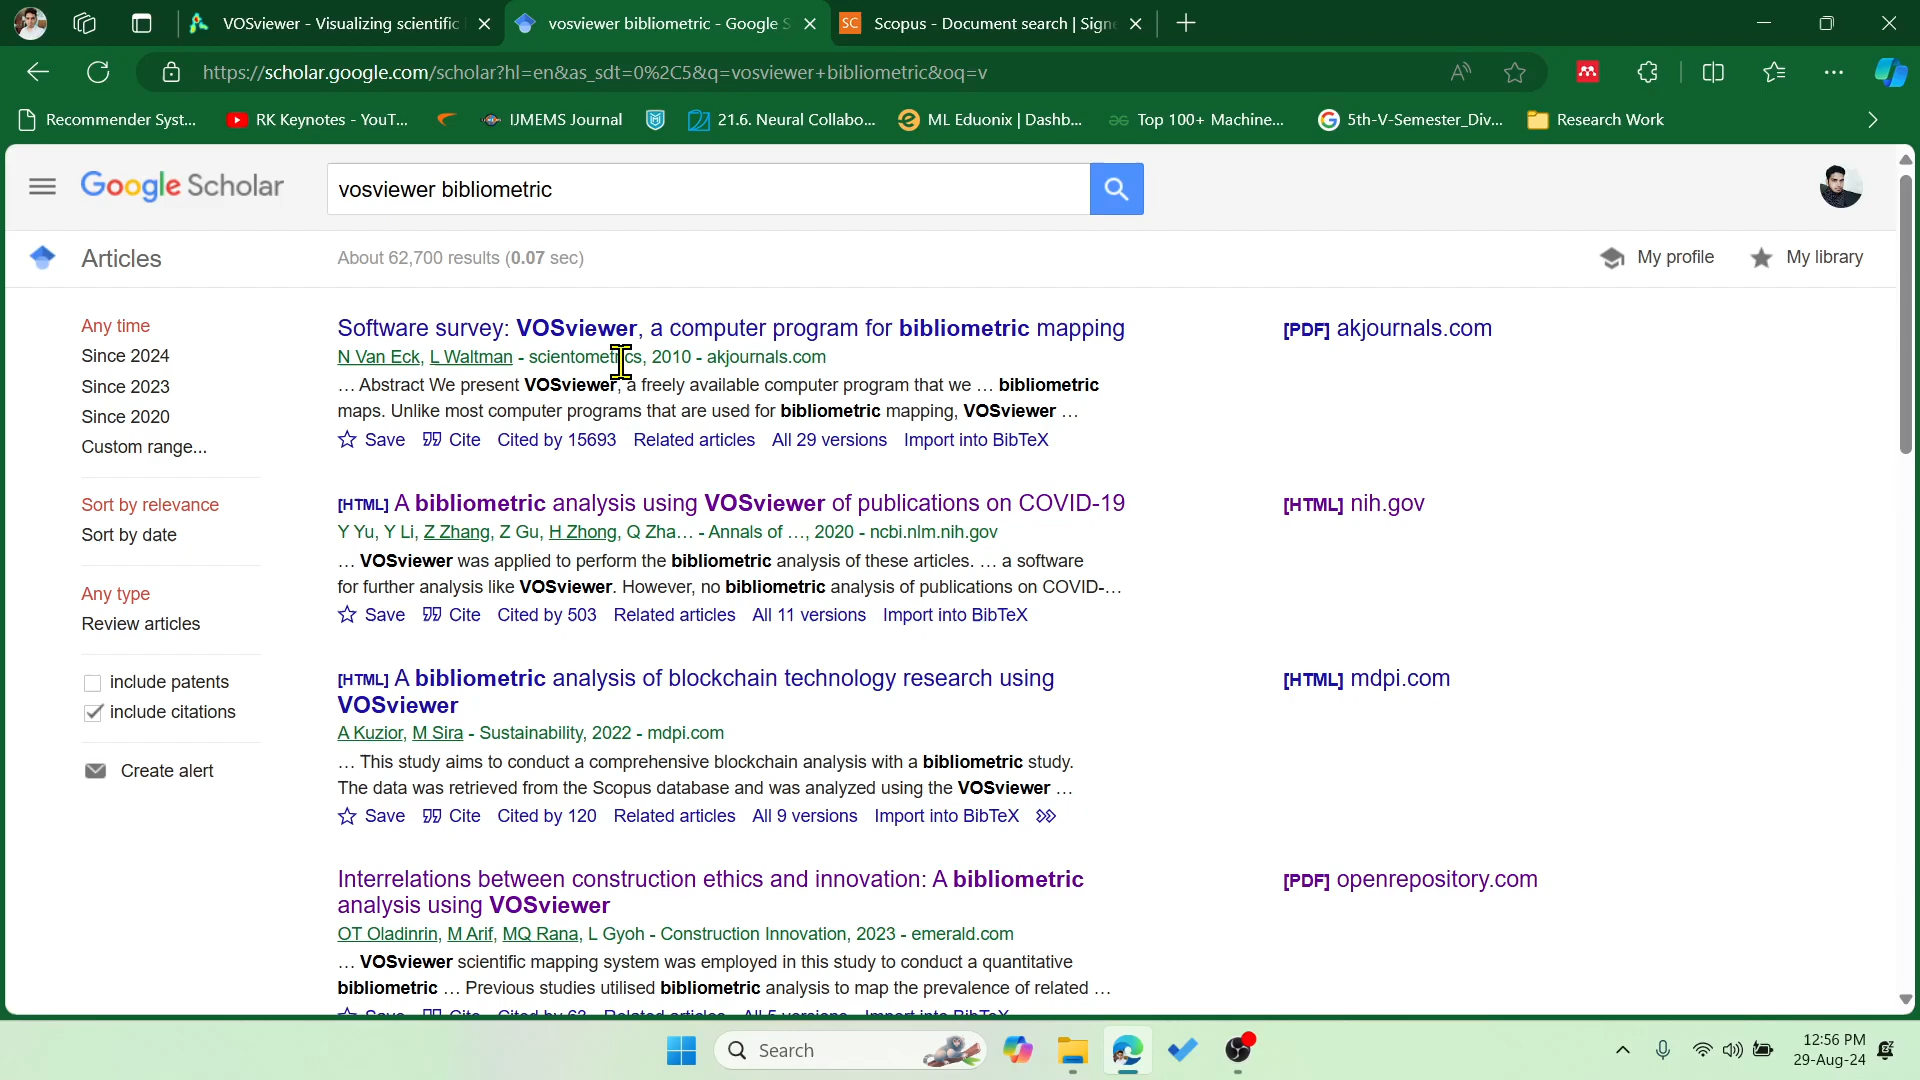 VOSviewer - Visualizing scientific
vosviewer bibliometric - Google S
SC Scopus - Document search | Signe
https://scholar.google.com/scholar?hl=en&as_sdt=0%2C5&q=vosviewer+bibliometric&oq=v
Recommender Syst...
RK Keynotes - YouT...
IJMEMS Journal
21.6. Neural Collabo...
ML Eduonix | Dashb...
Top 100+ Machine...
5th-V-Semester_Div...
Research Work
Google Scholar
vosviewer bibliometric
Articles
About 62,700 results (0.07 sec)
My profile
My library
Any time
Since 2024
Since 2023
Since 2020
Custom range...
Sort by relevance
Sort by date
Any type
Review articles
include patents
include citations
Create alert
Software survey: VOSviewer, a computer program for bibliometric mapping
[PDF] akjournals.com
N Van Eck, L Waltman - scientometrics, 2010 - akjournals.com
… Abstract We present VOSviewer, a freely available computer program that we … bibliometric
maps. Unlike most computer programs that are used for bibliometric mapping, VOSviewer …
Save Cite Cited by 15693 Related articles All 29 versions Import into BibTeX
[HTML] A bibliometric analysis using VOSviewer of publications on COVID-19
[HTML] nih.gov
Y Yu, Y Li, Z Zhang, Z Gu, H Zhong, Q Zha… - Annals of …, 2020 - ncbi.nlm.nih.gov
… VOSviewer was applied to perform the bibliometric analysis of these articles. … a software
for further analysis like VOSviewer. However, no bibliometric analysis of publications on COVID-…
Save Cite Cited by 503 Related articles All 11 versions Import into BibTeX
[HTML] A bibliometric analysis of blockchain technology research using
VOSviewer
[HTML] mdpi.com
A Kuzior, M Sira - Sustainability, 2022 - mdpi.com
… This study aims to conduct a comprehensive blockchain analysis with a bibliometric study.
The data was retrieved from the Scopus database and was analyzed using the VOSviewer …
Save Cite Cited by 120 Related articles All 9 versions Import into BibTeX
Interrelations between construction ethics and innovation: A bibliometric
analysis using VOSviewer
[PDF] openrepository.com
OT Oladinrin, M Arif, MQ Rana, L Gyoh - Construction Innovation, 2023 - emerald.com
… VOSviewer scientific mapping system was employed in this study to conduct a quantitative
bibliometric … Previous studies utilised bibliometric analysis to map the prevalence of related …
Save Cite Cited by 63 Related articles All 5 versions Import into BibTeX
Search
12:56 PM
29-Aug-24